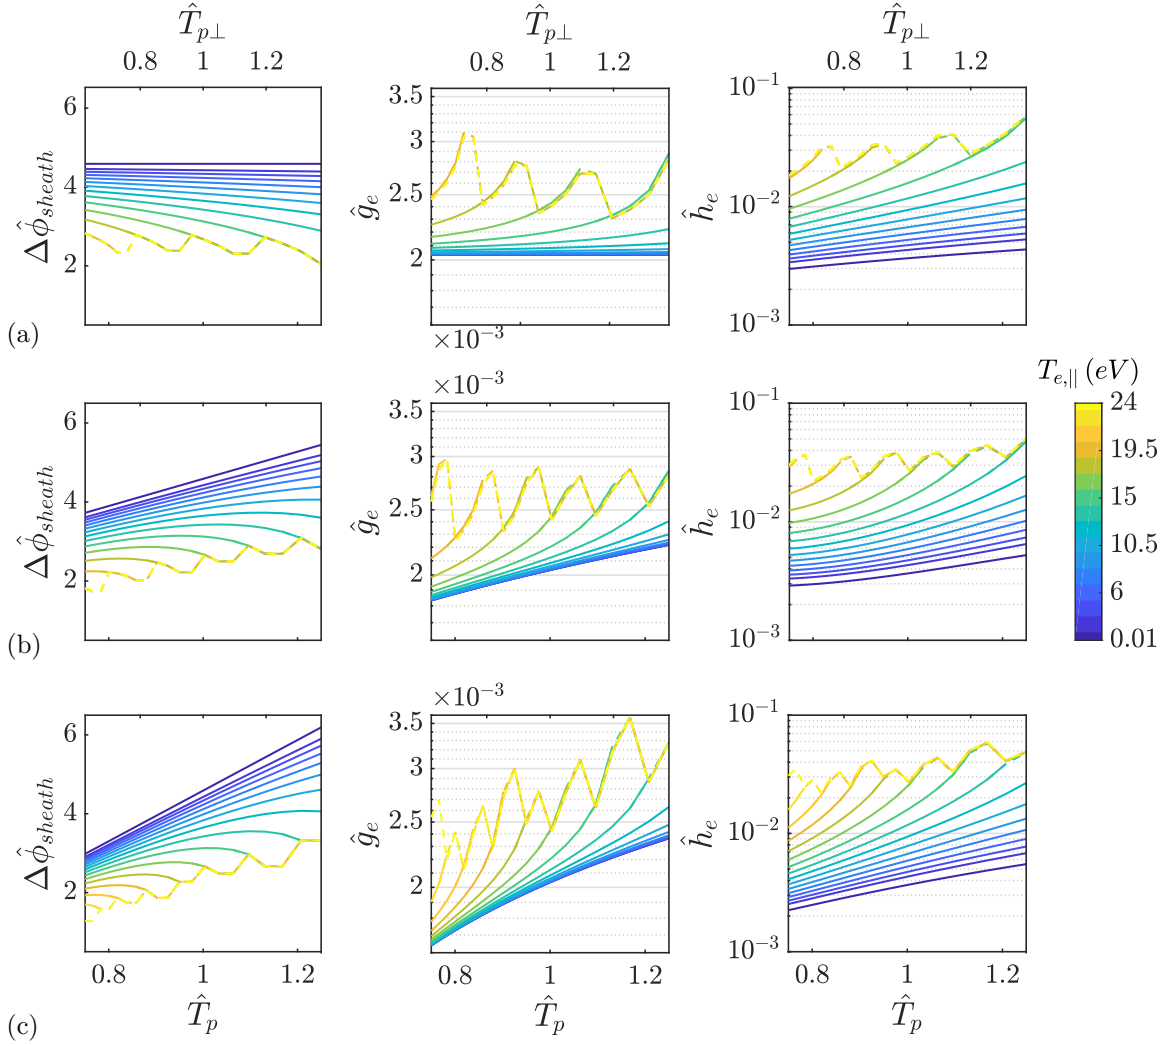 T̂p⊥ T̂p⊥ T̂p⊥
0.8 1 1.2 0.8 1 1.2 0.8 1 1.2
Δϕ̂sheath 6 4 2
ĝe 3.5 3 2.5 2
ĥe 10⁻¹ 10⁻² 10⁻³
(a)
×10⁻³
×10⁻³
Δϕ̂sheath 6 4 2
ĝe 3.5 3 2.5 2
ĥe 10⁻¹ 10⁻² 10⁻³
(b)
Te,|| (eV)
24
19.5
15
10.5
6
0.01
×10⁻³
Δϕ̂sheath 6 4 2
ĝe 3.5 3 2.5 2
ĥe 10⁻¹ 10⁻² 10⁻³
0.8 1 1.2 0.8 1 1.2 0.8 1 1.2
(c) T̂p T̂p T̂p